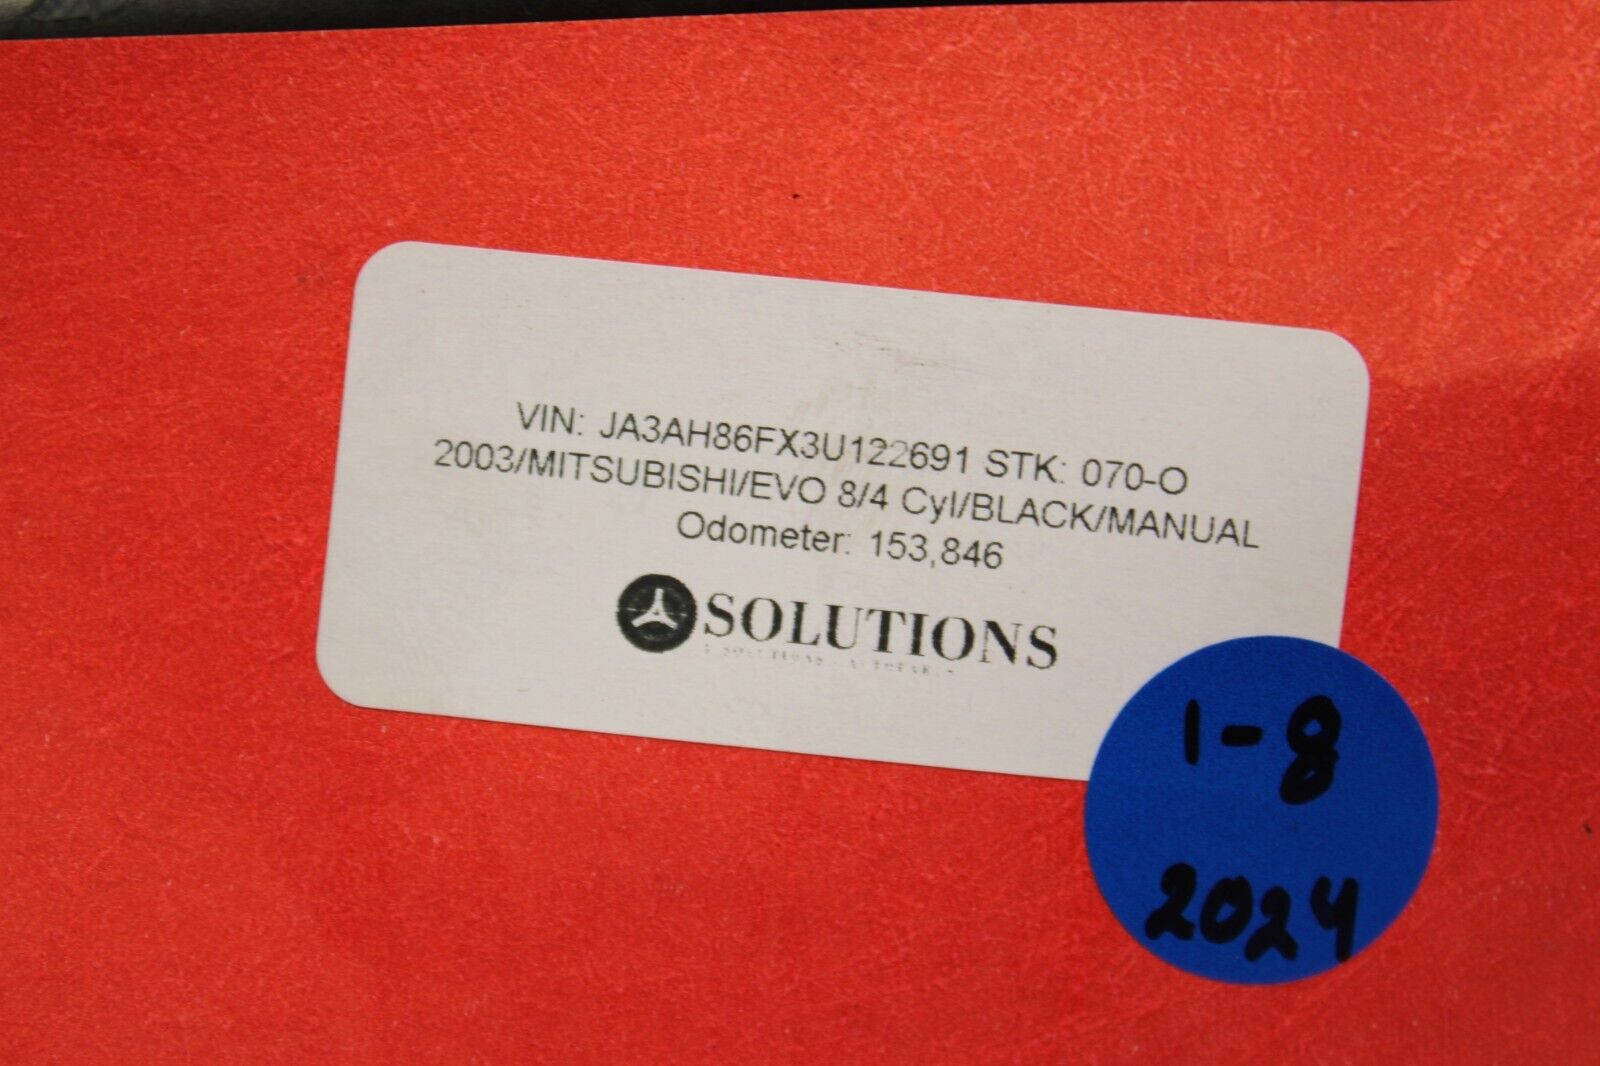 VIN: JA3AH86FX3U122691 STK: 070-O
2003/MITSUBISHI/EVO 8/4 Cyl/BLACK/MANUAL
Odometer: 153,846
SOLUTIONS
1-8
2024